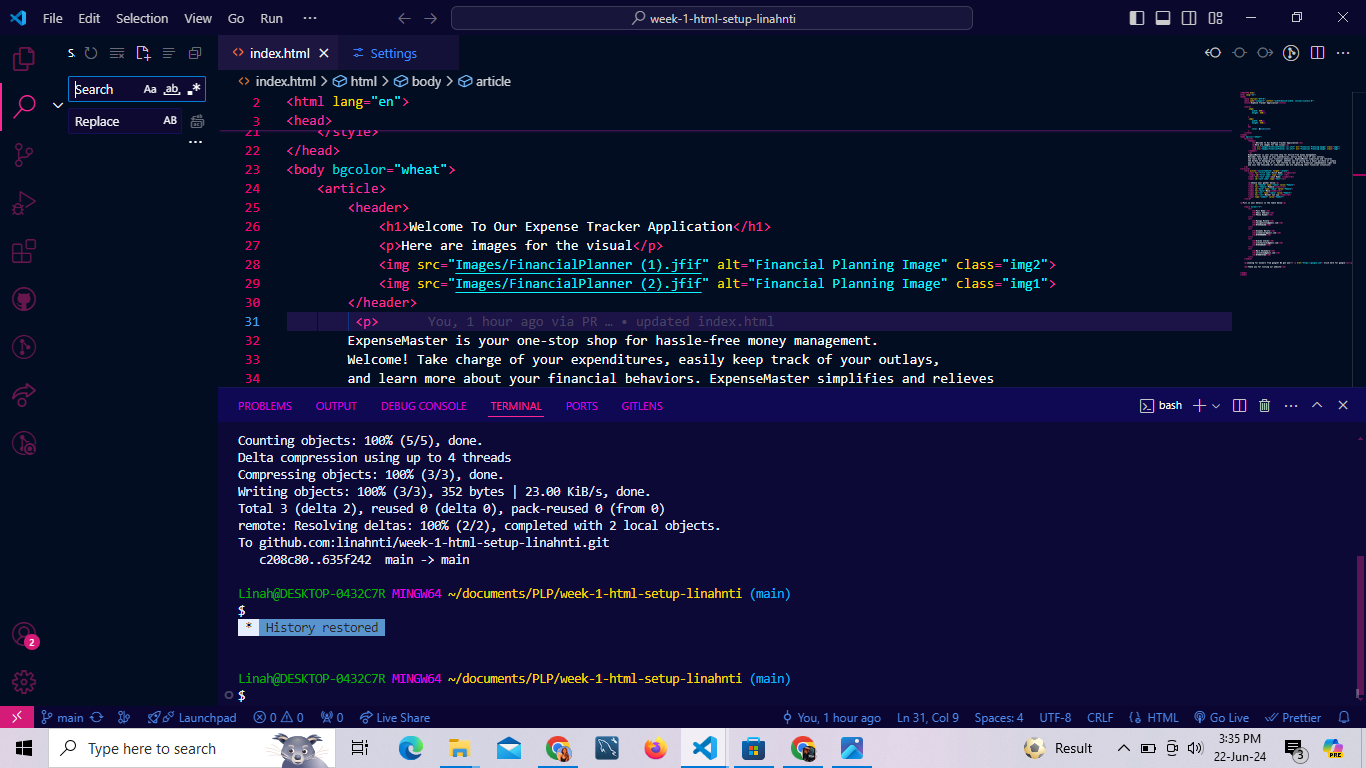 File Edit Selection View Go Run ··· week-1-html-setup-linahnti
S.
index.html Settings
Search Aa ab .*
Replace AB
index.html > html > body > article
2 <html lang="en">
3 <head>
21 </style>
22 </head>
23 <body bgcolor="wheat">
24 <article>
25 <header>
26 <h1>Welcome To Our Expense Tracker Application</h1>
27 <p>Here are images for the visual</p>
28 <img src="Images/FinancialPlanner (1).jfif" alt="Financial Planning Image" class="img2">
29 <img src="Images/FinancialPlanner (2).jfif" alt="Financial Planning Image" class="img1">
30 </header>
31 <p> You, 1 hour ago via PR … • updated index.html
32 ExpenseMaster is your one-stop shop for hassle-free money management.
33 Welcome! Take charge of your expenditures, easily keep track of your outlays,
34 and learn more about your financial behaviors. ExpenseMaster simplifies and relieves
PROBLEMS OUTPUT DEBUG CONSOLE TERMINAL PORTS GITLENS bash
Counting objects: 100% (5/5), done.
Delta compression using up to 4 threads
Compressing objects: 100% (3/3), done.
Writing objects: 100% (3/3), 352 bytes | 23.00 KiB/s, done.
Total 3 (delta 2), reused 0 (delta 0), pack-reused 0 (from 0)
remote: Resolving deltas: 100% (2/2), completed with 2 local objects.
To github.com:linahnti/week-1-html-setup-linahnti.git
c208c80..635f242 main -> main
Linah@DESKTOP-0432C7R MINGW64 ~/documents/PLP/week-1-html-setup-linahnti (main)
$
* History restored
Linah@DESKTOP-0432C7R MINGW64 ~/documents/PLP/week-1-html-setup-linahnti (main)
$
2
main Launchpad 0 0 0 Live Share You, 1 hour ago Ln 31, Col 9 Spaces: 4 UTF-8 CRLF {} HTML Go Live Prettier
Type here to search Result 3:35 PM
22-Jun-24 3 PRE